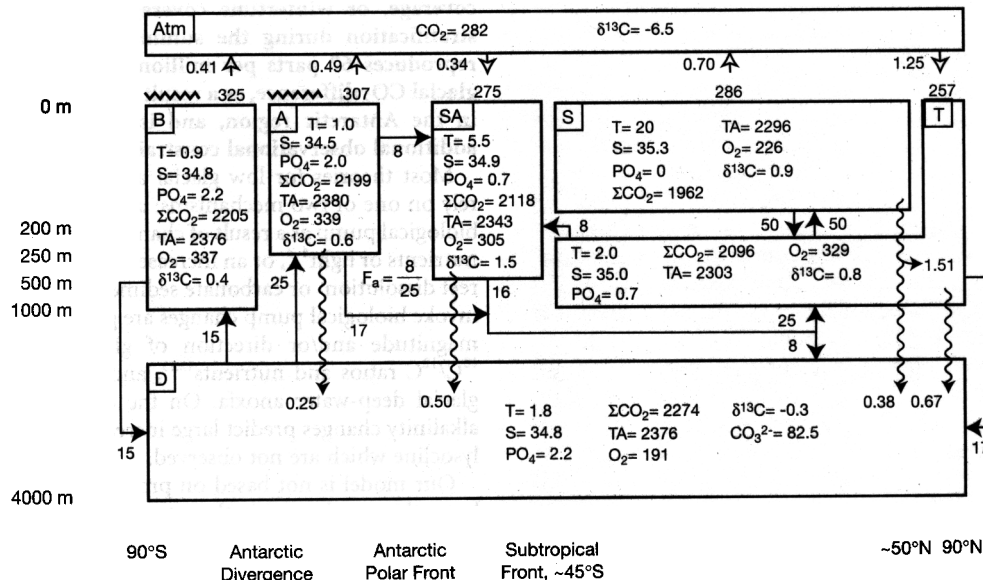 Atm
CO₂= 282
δ¹³C= -6.5
0.41
0.49
0.34
0.70
1.25
0 m
325
307
275
286
257
B
T= 0.9
S= 34.8
PO₄= 2.2
ΣCO₂= 2205
TA= 2376
O₂= 337
δ¹³C= 0.4
A
T= 1.0
S= 34.5
PO₄= 2.0
ΣCO₂= 2199
TA= 2380
O₂= 339
δ¹³C= 0.6
8
SA
T= 5.5
S= 34.9
PO₄= 0.7
ΣCO₂= 2118
TA= 2343
O₂= 305
δ¹³C= 1.5
S
T= 20
TA= 2296
S= 35.3
O₂= 226
PO₄= 0
δ¹³C= 0.9
ΣCO₂= 1962
T
200 m
250 m
500 m
1000 m
8
50
50
T= 2.0
ΣCO₂= 2096
O₂= 329
S= 35.0
TA= 2303
δ¹³C= 0.8
PO₄= 0.7
1.51
25
Fₐ= 8/25
16
15
17
25
8
D
0.25
0.50
0.38
0.67
T= 1.8
ΣCO₂= 2274
δ¹³C= -0.3
S= 34.8
TA= 2376
CO₃²⁻= 82.5
PO₄= 2.2
O₂= 191
15
17
4000 m
90°S
Antarctic
Divergence
Antarctic
Polar Front
Subtropical
Front, ~45°S
~50°N
90°N